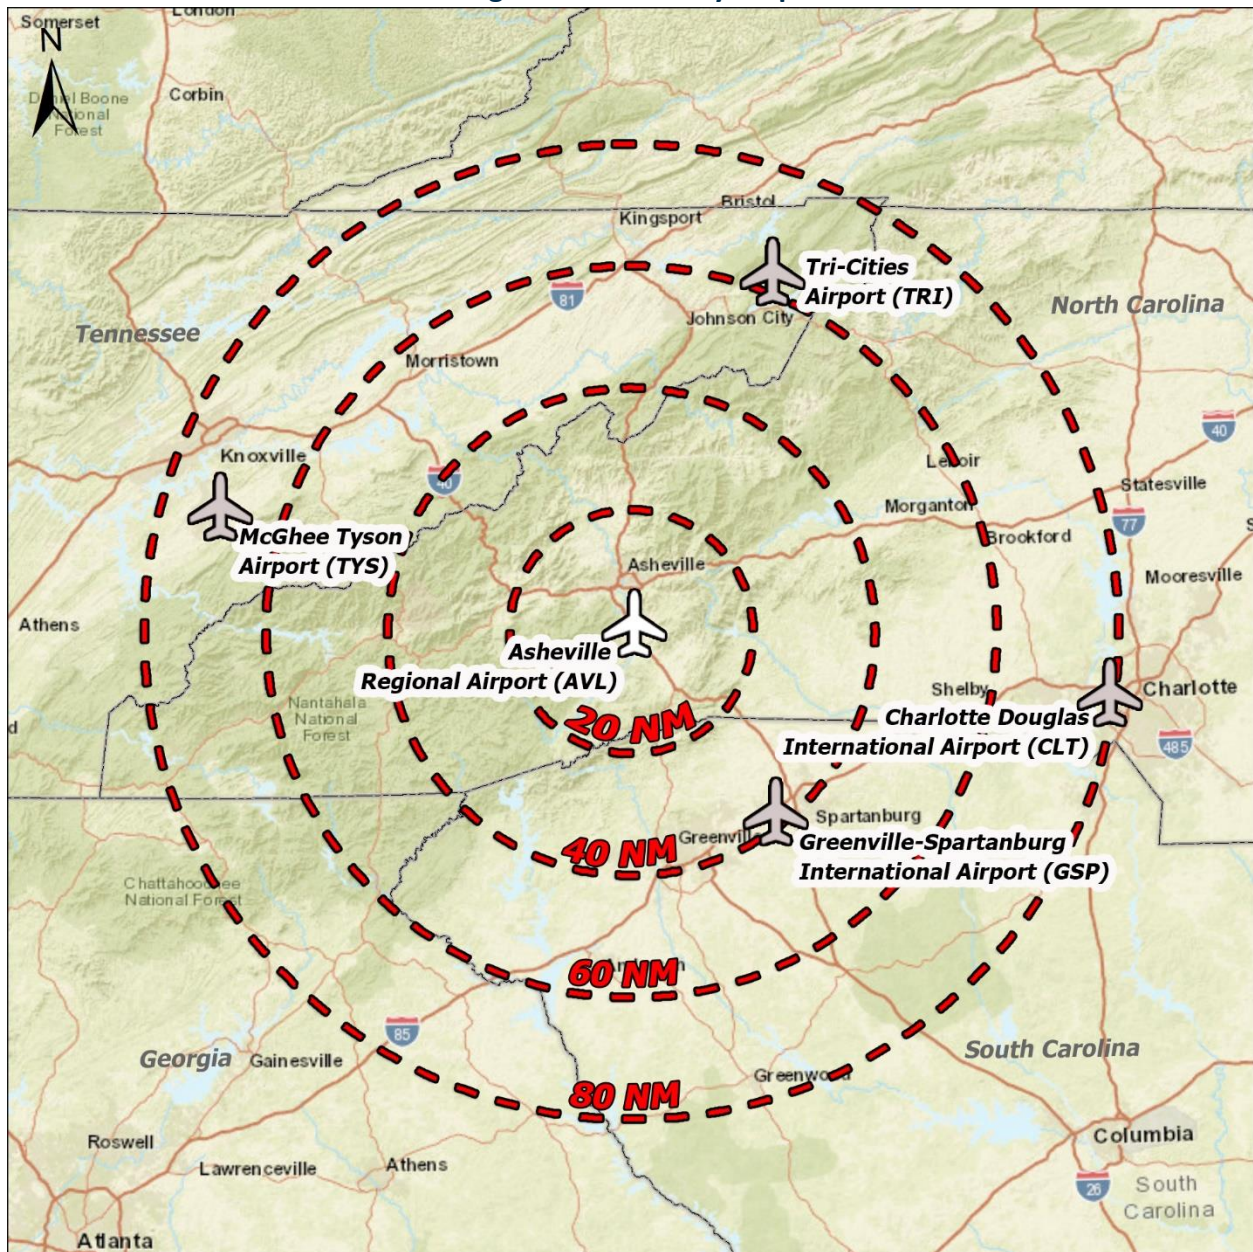 Somerset
London
N
Daniel Boone
National
Forest
Corbin
Bristol
Kingsport
Tri-Cities
Airport (TRI)
81
Johnson City
North Carolina
Tennessee
Morristown
40
Knoxville
40
Lenoir
Statesville
McGhee Tyson
Airport (TYS)
Morganton
77
Brookford
Asheville
Mooresville
Athens
Asheville
Regional Airport (AVL)
Nantahala
National
Forest
Shelby
Charlotte
20 NM
Charlotte Douglas
International Airport (CLT)
485
Spartanburg
Greenville
40 NM
Greenville-Spartanburg
International Airport (GSP)
Chattahoochee
National Forest
Anderson
60 NM
85
Georgia
Gainesville
South Carolina
Greenwood
80 NM
Roswell
Columbia
Lawrenceville
Athens
26
South
Carolina
Atlanta